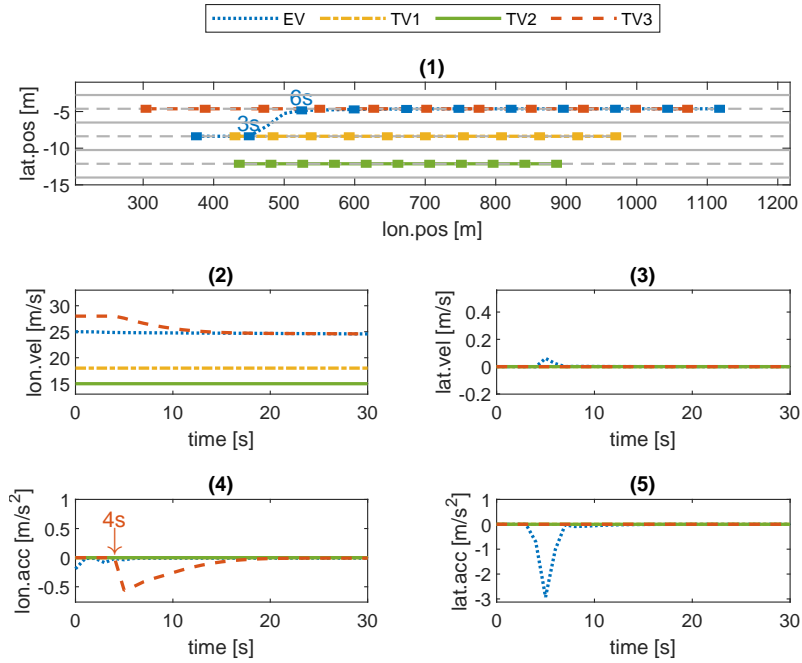 EV TV1 TV2 TV3
(1)
lat.pos [m]
-5
-10
-15
3s
6s
300 400 500 600 700 800 900 1000 1100 1200
lon.pos [m]
(2)
lon.vel [m/s]
30
25
20
15
0 10 20 30
time [s]
(3)
lat.vel [m/s]
0.4
0.2
0
-0.2
0 10 20 30
time [s]
(4)
lon.acc [m/s²]
1
0.5
0
-0.5
4s
0 10 20 30
time [s]
(5)
lat.acc [m/s²]
1
0
-1
-2
-3
0 10 20 30
time [s]